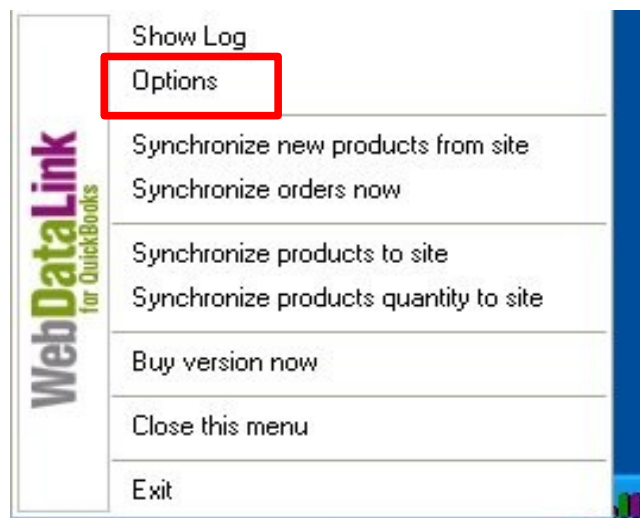 Show Log
Options
Synchronize new products from site
Synchronize orders now
Synchronize products to site
Synchronize products quantity to site
Buy version now
Close this menu
Exit
WebDataLink
for QuickBooks